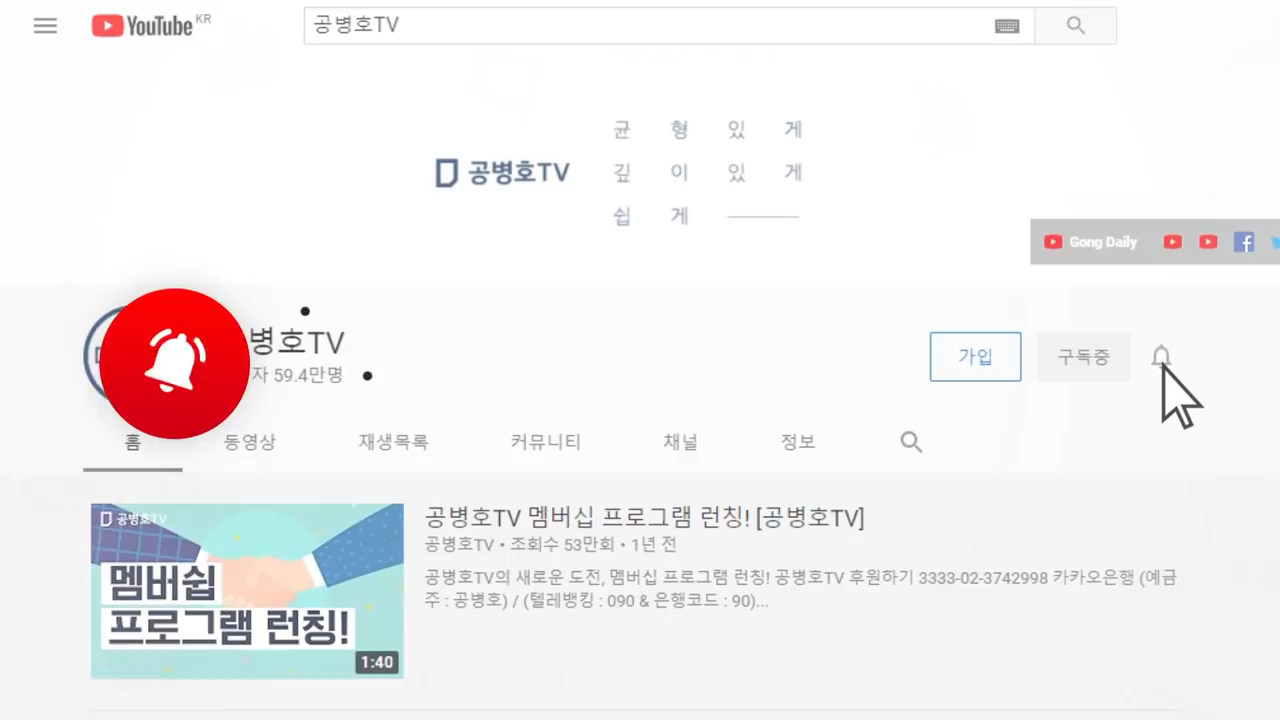 YouTube KR
공병호TV
공병호TV
균 형 있 게
깊 이 있 게
쉽 게
Gong Daily
병호TV
자 59.4만명
가입
구독중
홈
동영상
재생목록
커뮤니티
채널
정보
공병호TV
멤버쉽
프로그램 런칭!
1:40
공병호TV 멤버십 프로그램 런칭! [공병호TV]
공병호TV • 조회수 53만회 • 1년 전
공병호TV의 새로운 도전, 멤버십 프로그램 런칭! 공병호TV 후원하기 3333-02-3742998 카카오은행 (예금
주 : 공병호) / (텔레뱅킹 : 090 & 은행코드 : 90)...